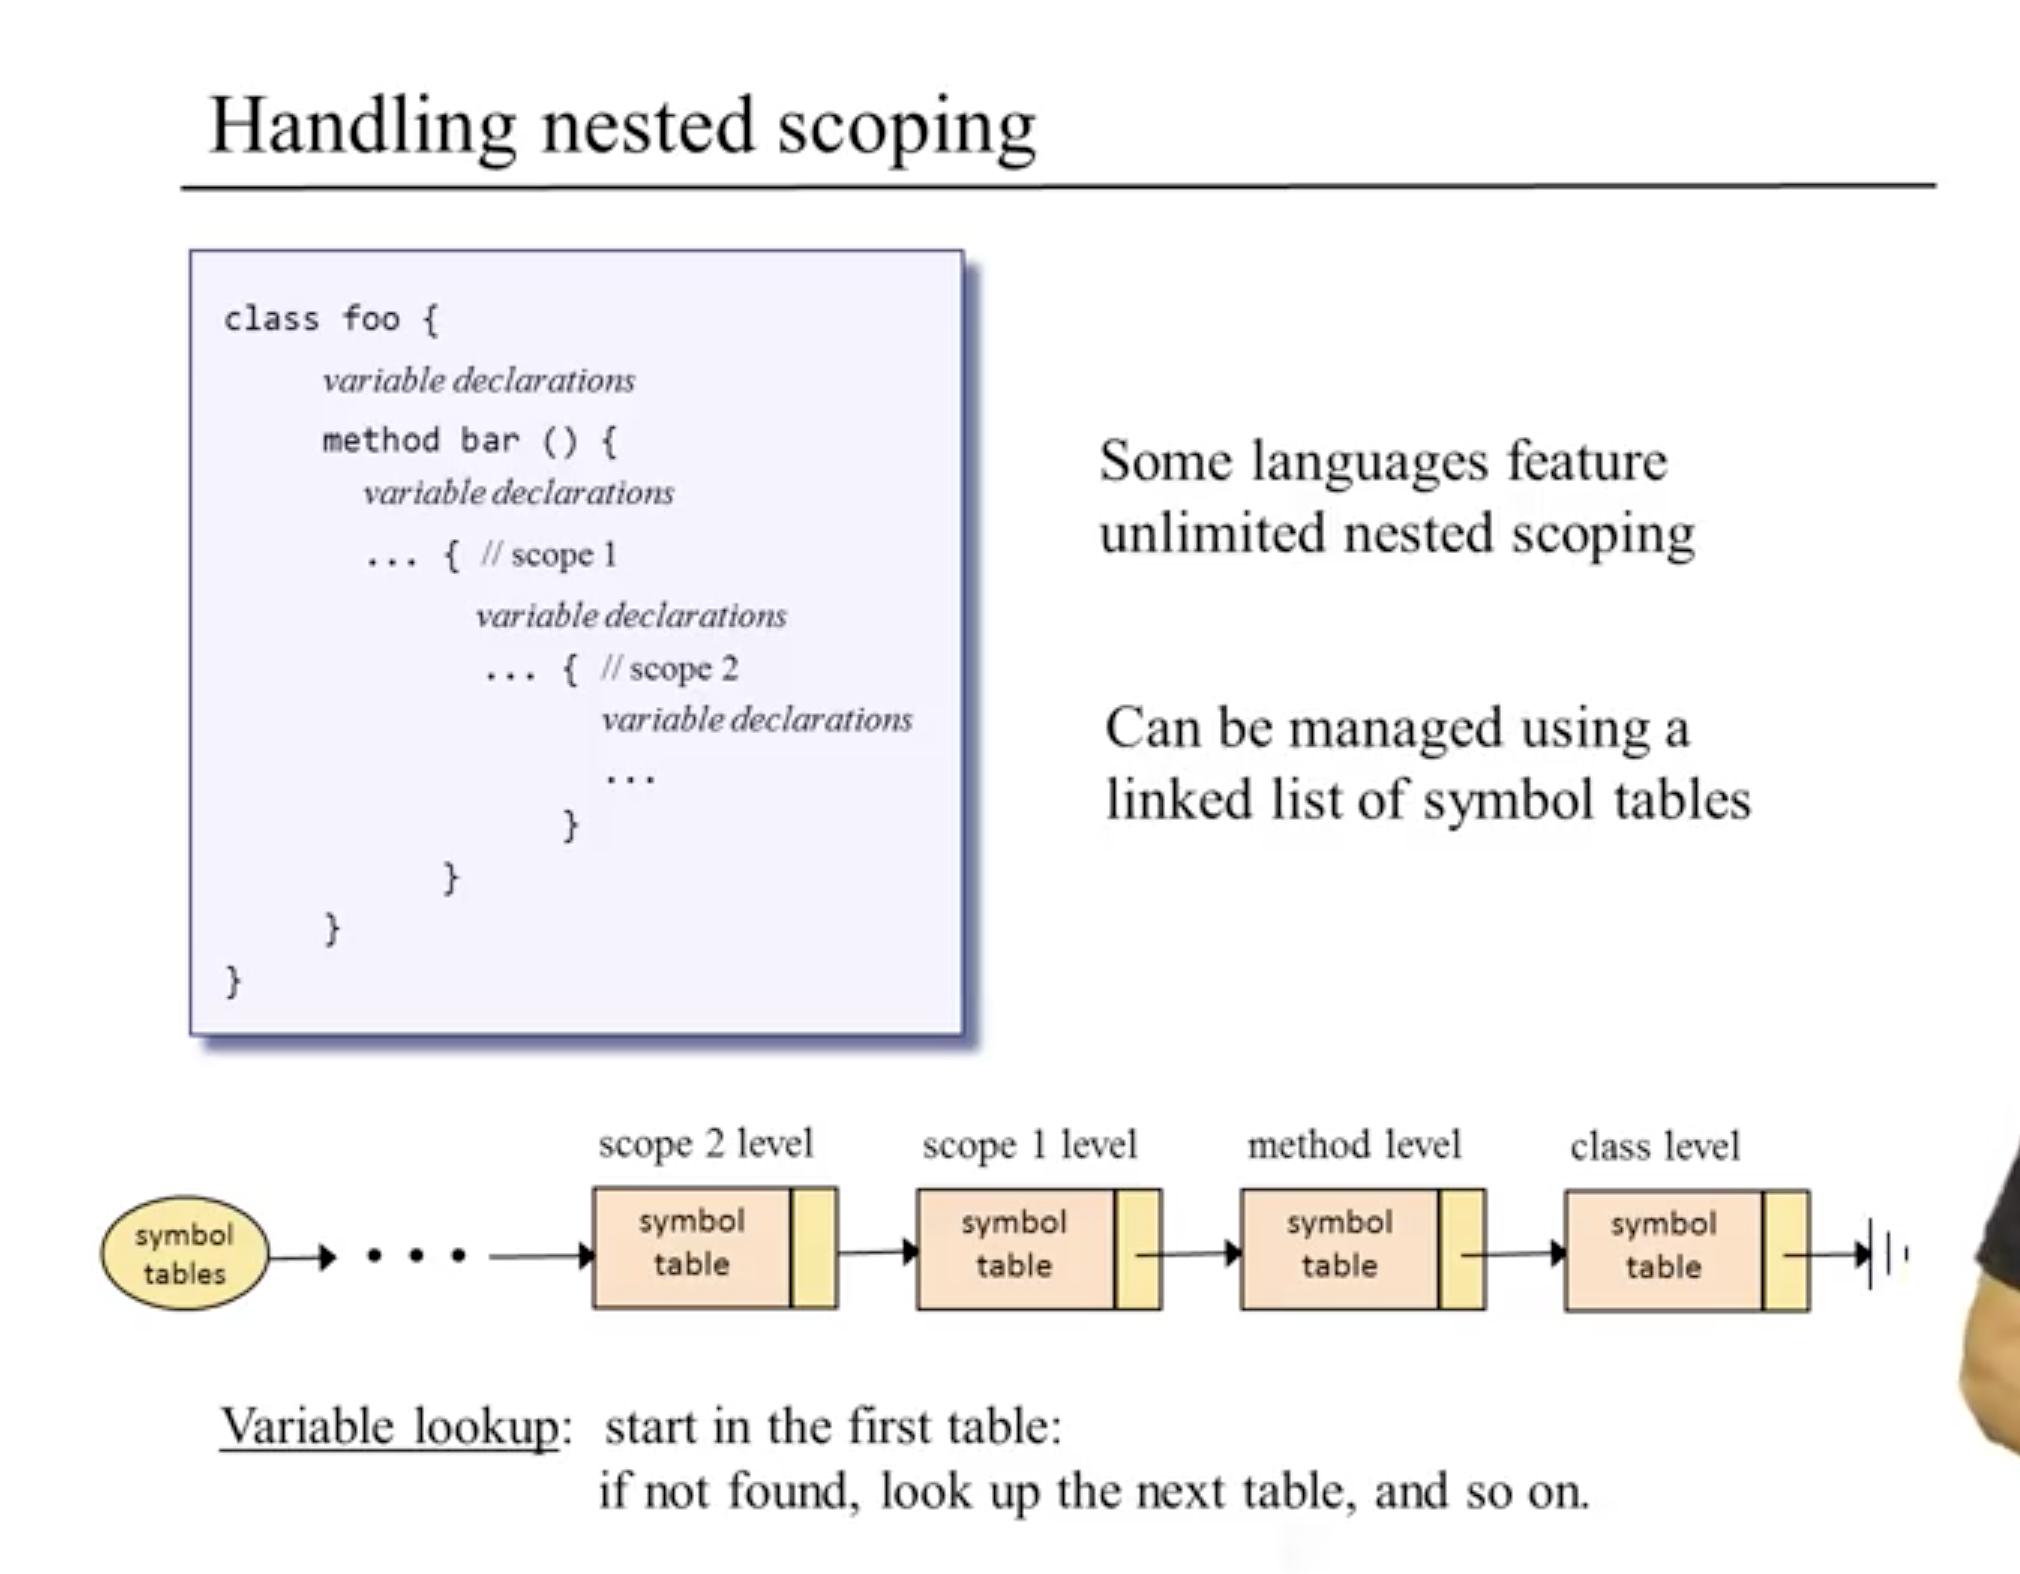 Handling nested scoping
class foo {
variable declarations
method bar () {
variable declarations
... { // scope 1
variable declarations
... { // scope 2
variable declarations
...
}
}
}
}
Some languages feature
unlimited nested scoping
Can be managed using a
linked list of symbol tables
scope 2 level
scope 1 level
method level
class level
symbol
tables
• • •
symbol
table
symbol
table
symbol
table
symbol
table
Variable lookup: start in the first table:
if not found, look up the next table, and so on.